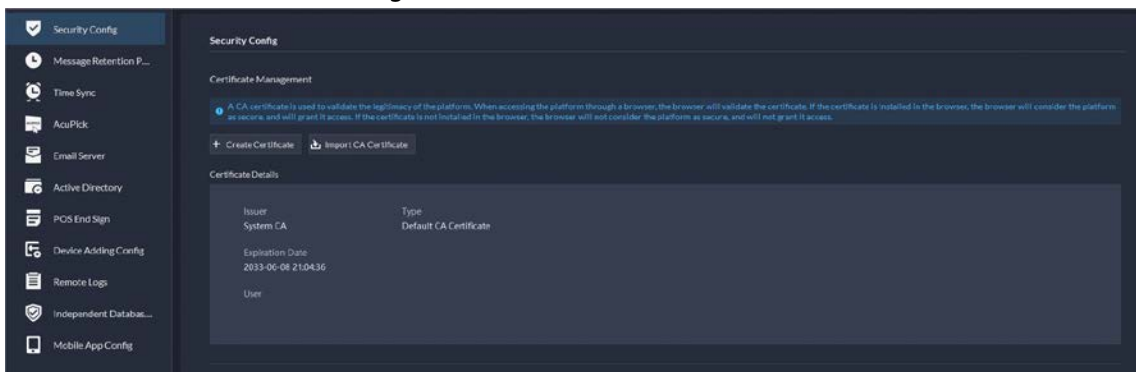 Security Config
Message Retention P...
Time Sync
AcuPick
Email Server
Active Directory
POS End Sign
Device Adding Config
Remote Logs
Independent Databas...
Mobile App Config
Security Config
Certificate Management
A CA certificate is used to validate the legitimacy of the platform. When accessing the platform through a browser, the browser will validate the certificate. If the certificate is installed in the browser, the browser will consider the platform
as secure, and will grant it access. If the certificate is not installed in the browser, the browser will not consider the platform as secure, and will not grant it access.
+ Create Certificate Import CA Certificate
Certificate Details
Issuer Type
System CA Default CA Certificate
Expiration Date
2033-06-08 21:04:36
User